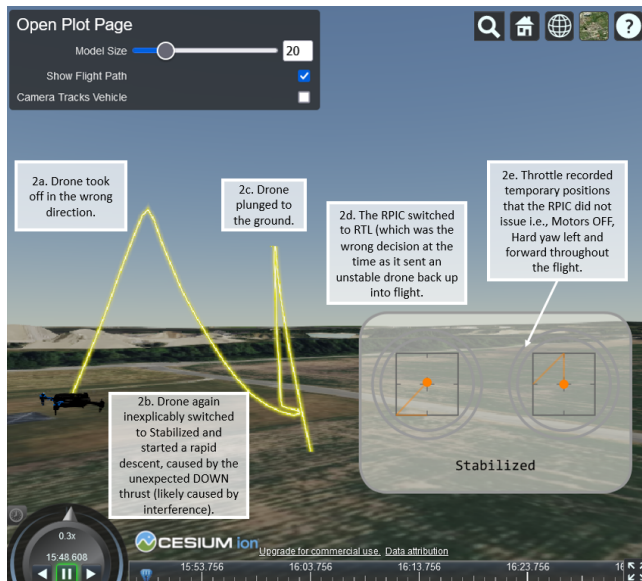 Open Plot Page
Model Size 20
Show Flight Path
Camera Tracks Vehicle
2a. Drone took
off in the wrong
direction.
2c. Drone
plunged to
the ground.
2d. The RPIC switched
to RTL (which was the
wrong decision at the
time as it sent an
unstable drone back up
into flight.
2e. Throttle recorded
temporary positions
that the RPIC did not
issue i.e., Motors OFF,
Hard yaw left and
forward throughout
the flight.
2b. Drone again
inexplicably switched
to Stabilized and
started a rapid
descent, caused by the
unexpected DOWN
thrust (likely caused by
interference).
Stabilized
0.3x
15:48.608
CESIUM ion
Upgrade for commercial use. Data attribution
15:53.756 16:03.756 16:13.756 16:23.756